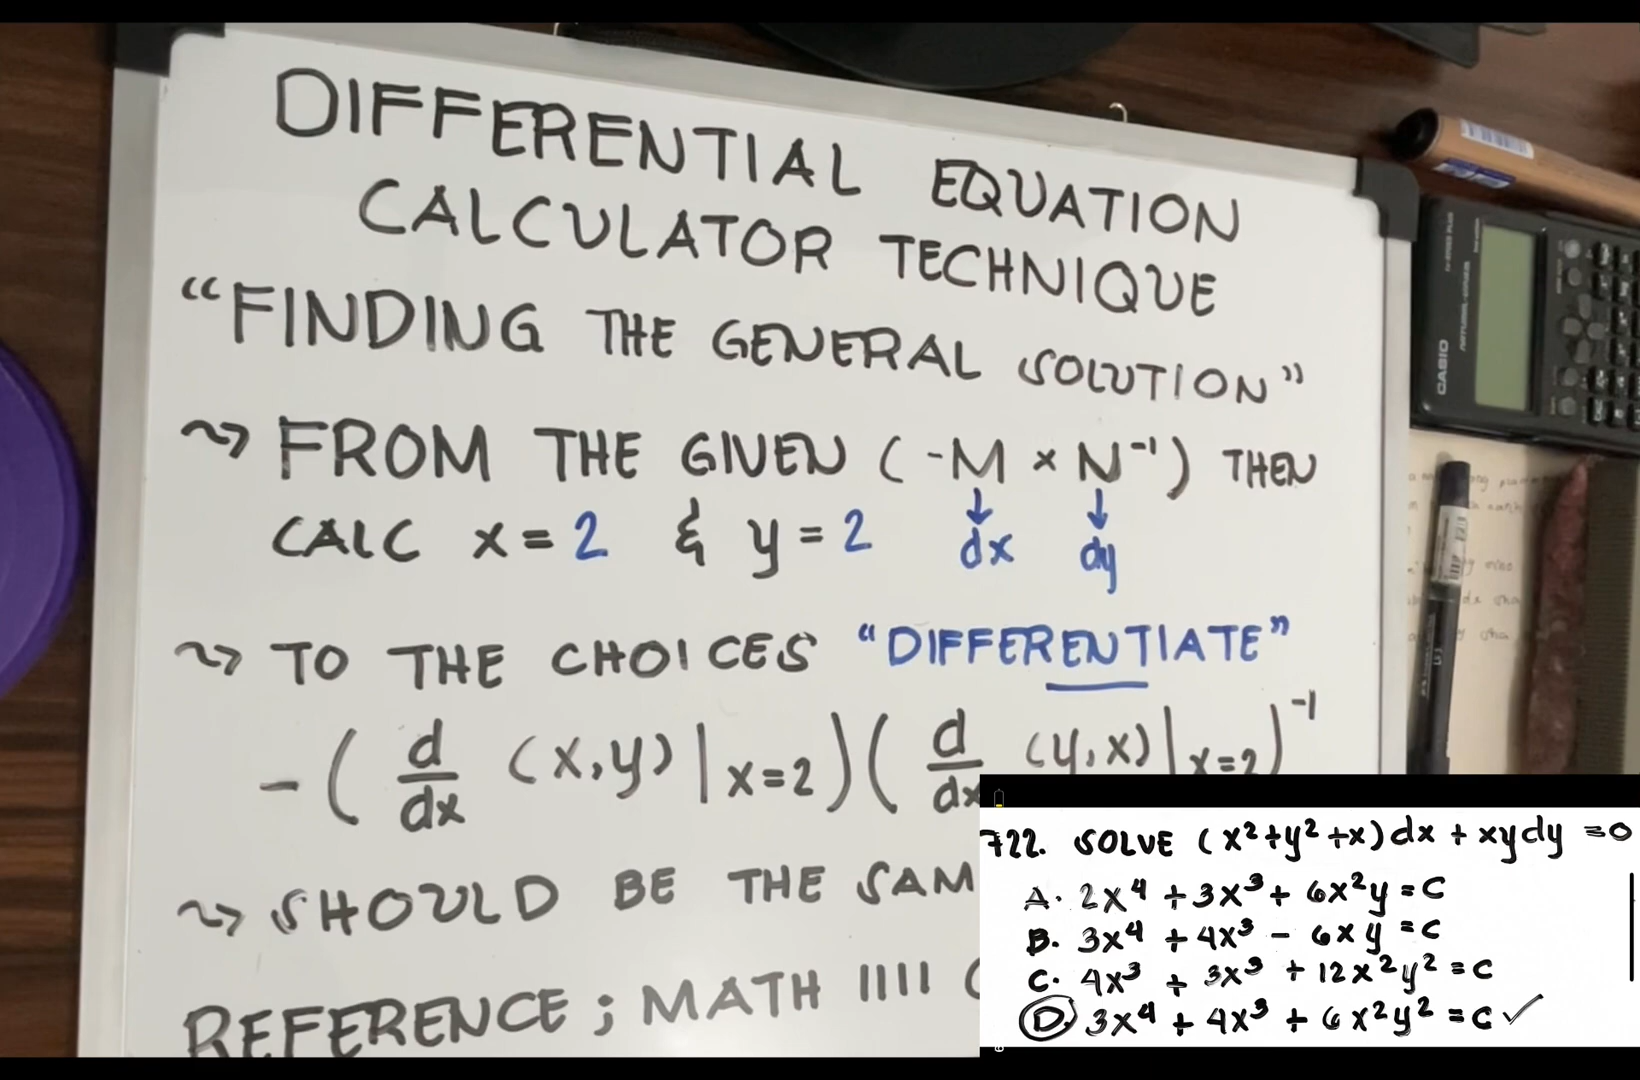 DIFFERENTIAL EQUATION
CALCULATOR TECHNIQUE
"FINDING THE GENERAL SOLUTION"
~> FROM THE GIVEN (-M × N⁻¹) THEN
↓ ↓
CALC x = 2 & y = 2 dx dy
~> TO THE CHOICES "DIFFERENTIATE"
-(d/dx (x,y)|x=2)(d/dx (y,x)|x=2)⁻¹
~> SHOULD BE THE SAM
REFERENCE; MATH 1111 (
722. SOLVE (x²+y²+x)dx + xydy =0
A. 2x⁴ + 3x³ + 6x²y = C
B. 3x⁴ + 4x³ - 6xy = C
C. 4x³ + 3x³ + 12x²y² = C
D. 3x⁴ + 4x³ + 6x²y² = C ✓
CASIO